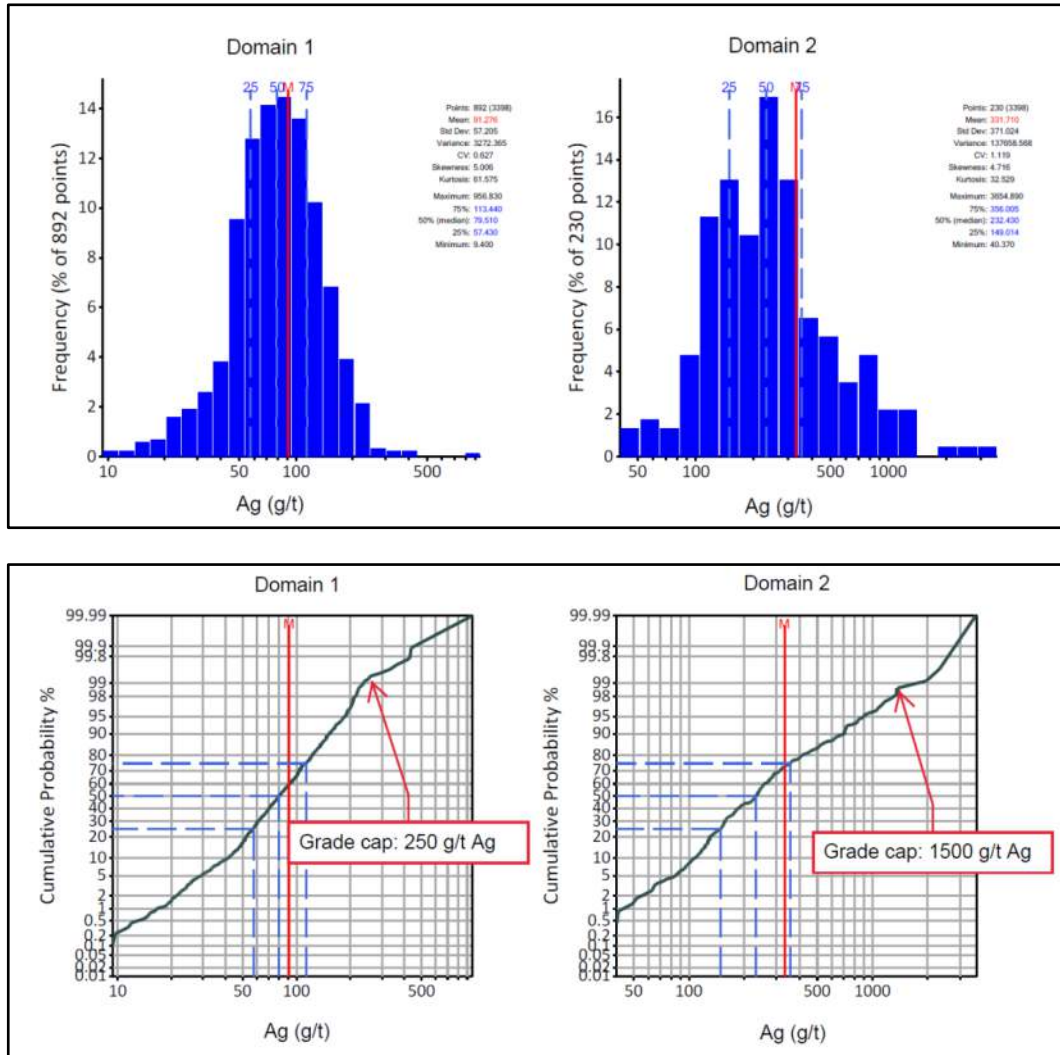 Domain 1
25 50 M 75
Frequency (% of 892 points)
14
12
10
8
6
4
2
0
10 50 100 500
Ag (g/t)
Points: 892 (3398)
Mean: 91.276
Std Dev: 57.205
Variance: 3272.365
CV: 0.627
Skewness: 5.006
Kurtosis: 61.575
Maximum: 956.830
75%: 113.440
50% (median): 79.510
25%: 57.430
Minimum: 9.400
Domain 2
25 50 M 75
Frequency (% of 230 points)
16
14
12
10
8
6
4
2
0
50 100 500 1000
Ag (g/t)
Points: 230 (3398)
Mean: 331.710
Std Dev: 371.024
Variance: 137658.568
CV: 1.119
Skewness: 4.716
Kurtosis: 32.529
Maximum: 3654.890
75%: 356.005
50% (median): 232.430
25%: 149.014
Minimum: 40.370
Domain 1
M
Cumulative Probability %
99.99
99.9
99.8
99
98
95
90
80
70
60
50
40
30
20
10
5
2
1
0.5
0.2
0.1
0.05
0.02
0.01
Grade cap: 250 g/t Ag
10 50 100 500
Ag (g/t)
Domain 2
M
Cumulative Probability %
99.99
99.9
99.8
99
98
95
90
80
70
60
50
40
30
20
10
5
2
1
0.5
0.2
0.1
0.05
0.02
0.01
Grade cap: 1500 g/t Ag
50 100 500 1000
Ag (g/t)